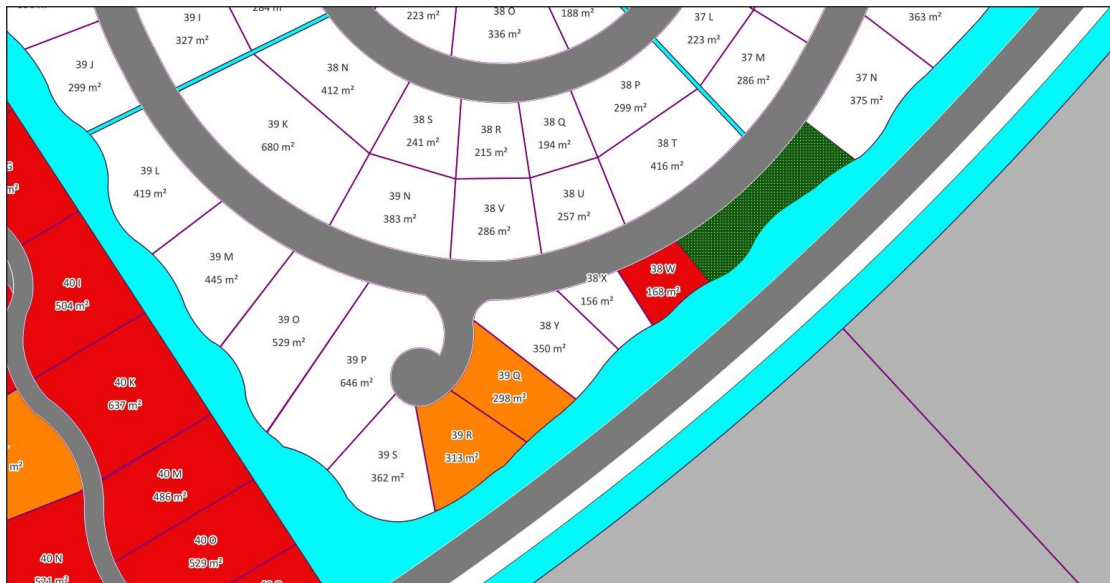 39 I
327 m²
284 m²
223 m²
38 O
336 m²
188 m²
37 L
223 m²
363 m²
39 J
299 m²
38 N
412 m²
38 P
299 m²
37 M
286 m²
37 N
375 m²
39 K
680 m²
38 S
241 m²
38 R
215 m²
38 Q
194 m²
38 T
416 m²
39 L
419 m²
39 N
383 m²
38 V
286 m²
38 U
257 m²
39 M
445 m²
38 X
156 m²
38 W
168 m²
40 I
504 m²
39 O
529 m²
39 P
646 m²
38 Y
350 m²
40 K
637 m²
39 Q
298 m²
39 R
313 m²
39 S
362 m²
40 M
486 m²
40 O
529 m²
40 N
521 m²